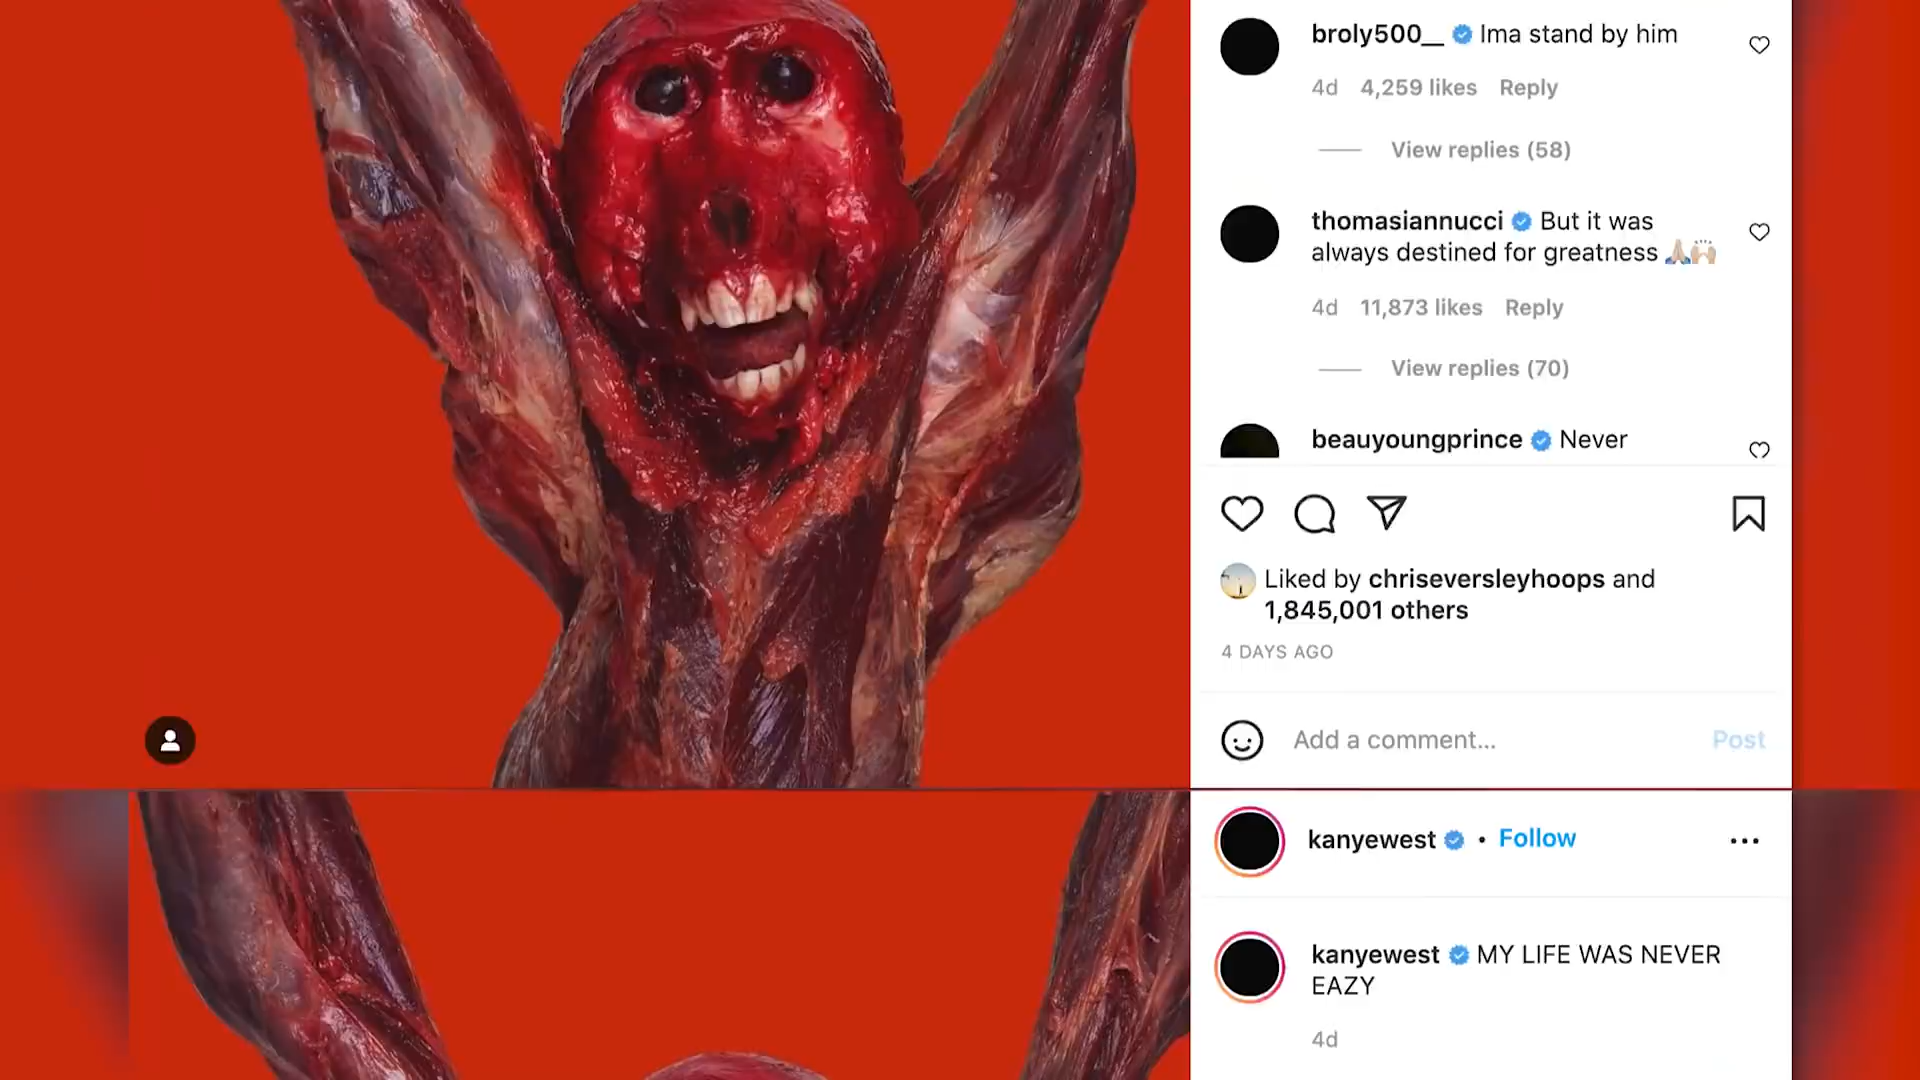 broly500__ Ima stand by him
4d 4,259 likes Reply
View replies (58)
thomasiannucci But it was
always destined for greatness 🙏🏼🙌🏼
4d 11,873 likes Reply
View replies (70)
beauyoungprince Never
Liked by chriseversleyhoops and
1,845,001 others
4 DAYS AGO
Add a comment... Post
kanyewest • Follow
kanyewest MY LIFE WAS NEVER
EAZY
4d